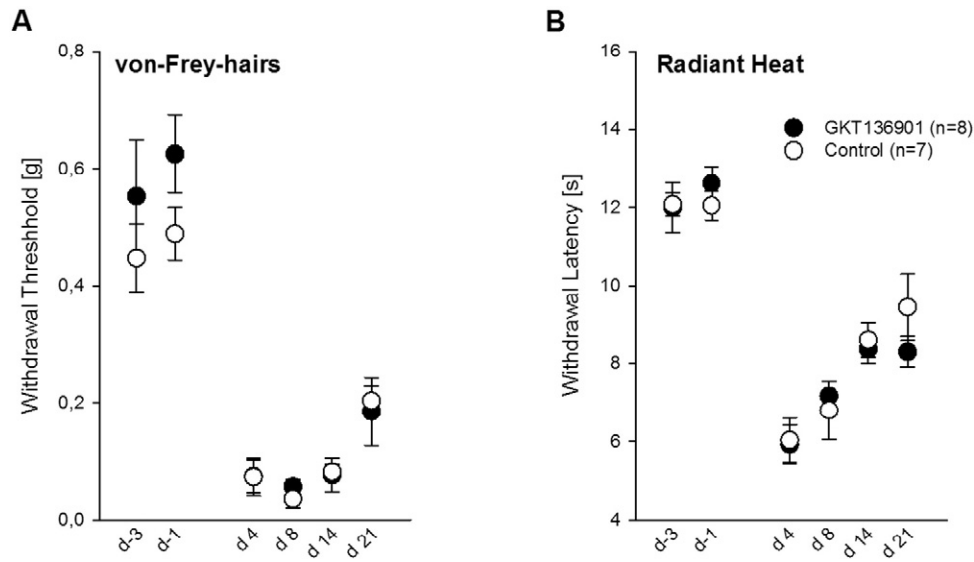 A
von-Frey-hairs
Withdrawal Threshhold [g]
0,8
0,6
0,4
0,2
0,0
d-3 d-1 d 4 d 8 d 14 d 21
B
Radiant Heat
GKT136901 (n=8)
Control (n=7)
Withdrawal Latency [s]
16
14
12
10
8
6
4
d-3 d-1 d 4 d 8 d 14 d 21